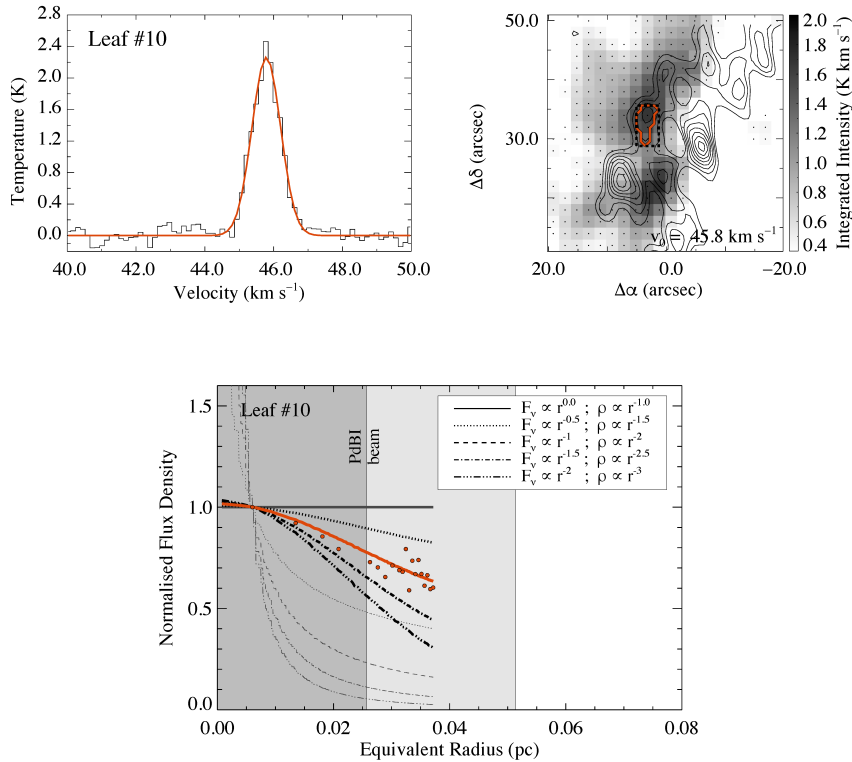 Leaf #10
Temperature (K)
2.8
2.4
2.0
1.6
1.2
0.8
0.4
0.0
40.0 42.0 44.0 46.0 48.0 50.0
Velocity (km s⁻¹)
50.0
30.0
Δδ (arcsec)
v₀ = 45.8 km s⁻¹
20.0 0.0 −20.0
Δα (arcsec)
2.0
1.8
1.6
1.4
1.2
1.0
0.8
0.6
0.4
Integrated Intensity (K km s⁻¹)
Leaf #10
PdBI
beam
F_ν ∝ r^0.0 ; ρ ∝ r^-1.0
F_ν ∝ r^-0.5 ; ρ ∝ r^-1.5
F_ν ∝ r^-1 ; ρ ∝ r^-2
F_ν ∝ r^-1.5 ; ρ ∝ r^-2.5
F_ν ∝ r^-2 ; ρ ∝ r^-3
Normalised Flux Density
1.5
1.0
0.5
0.0
0.00 0.02 0.04 0.06 0.08
Equivalent Radius (pc)